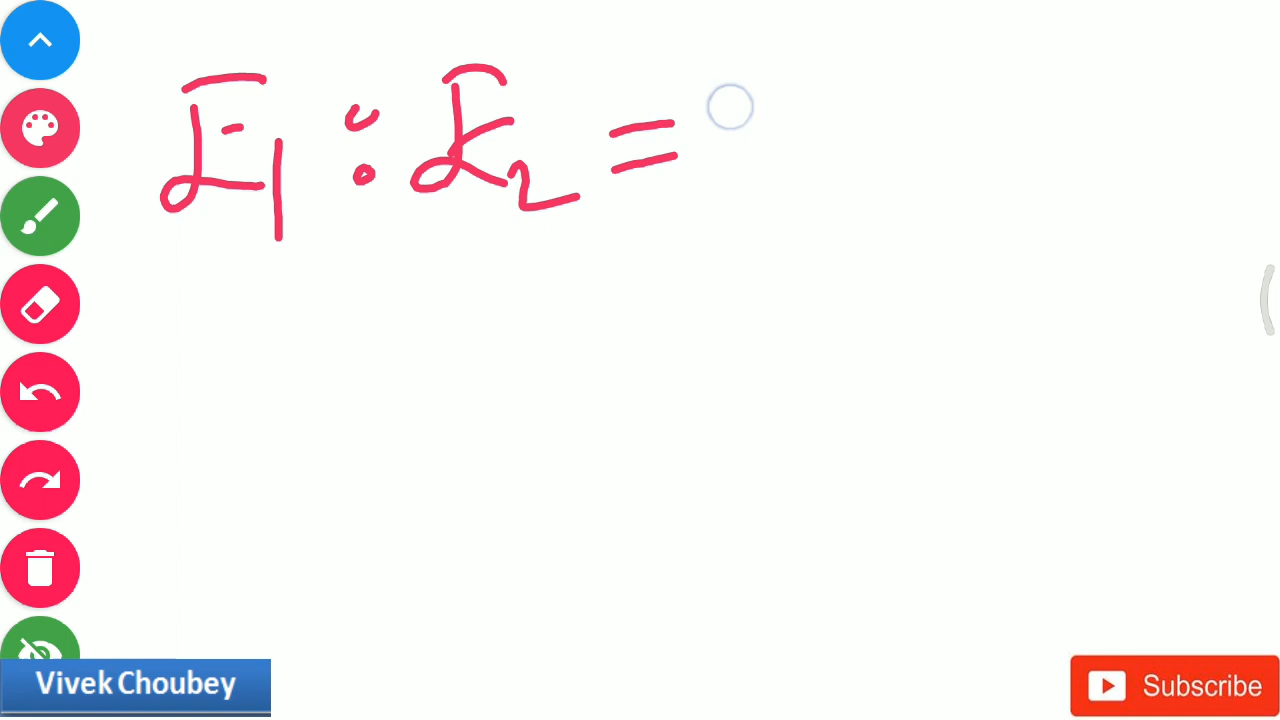 E₁ : E₂ =
Vivek Choubey
Subscribe